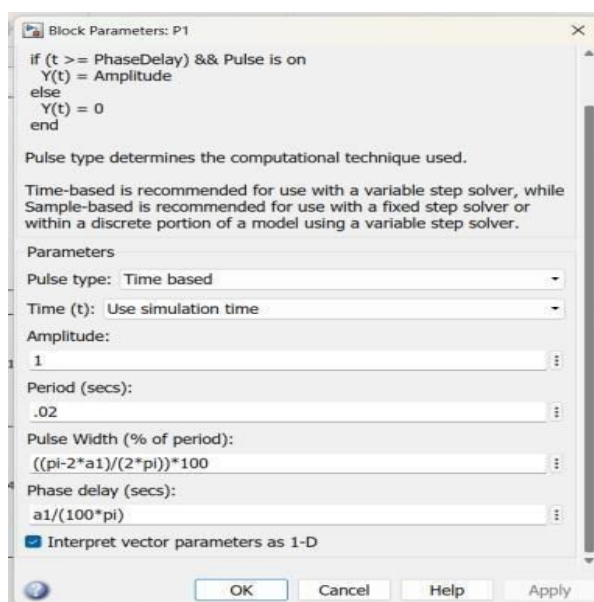 Block Parameters: P1
if (t >= PhaseDelay) && Pulse is on
Y(t) = Amplitude
else
Y(t) = 0
end
Pulse type determines the computational technique used.
Time-based is recommended for use with a variable step solver, while
Sample-based is recommended for use with a fixed step solver or
within a discrete portion of a model using a variable step solver.
Parameters
Pulse type: Time based
Time (t): Use simulation time
Amplitude:
1
Period (secs):
.02
Pulse Width (% of period):
((pi-2*a1)/(2*pi))*100
Phase delay (secs):
a1/(100*pi)
Interpret vector parameters as 1-D
OK Cancel Help Apply